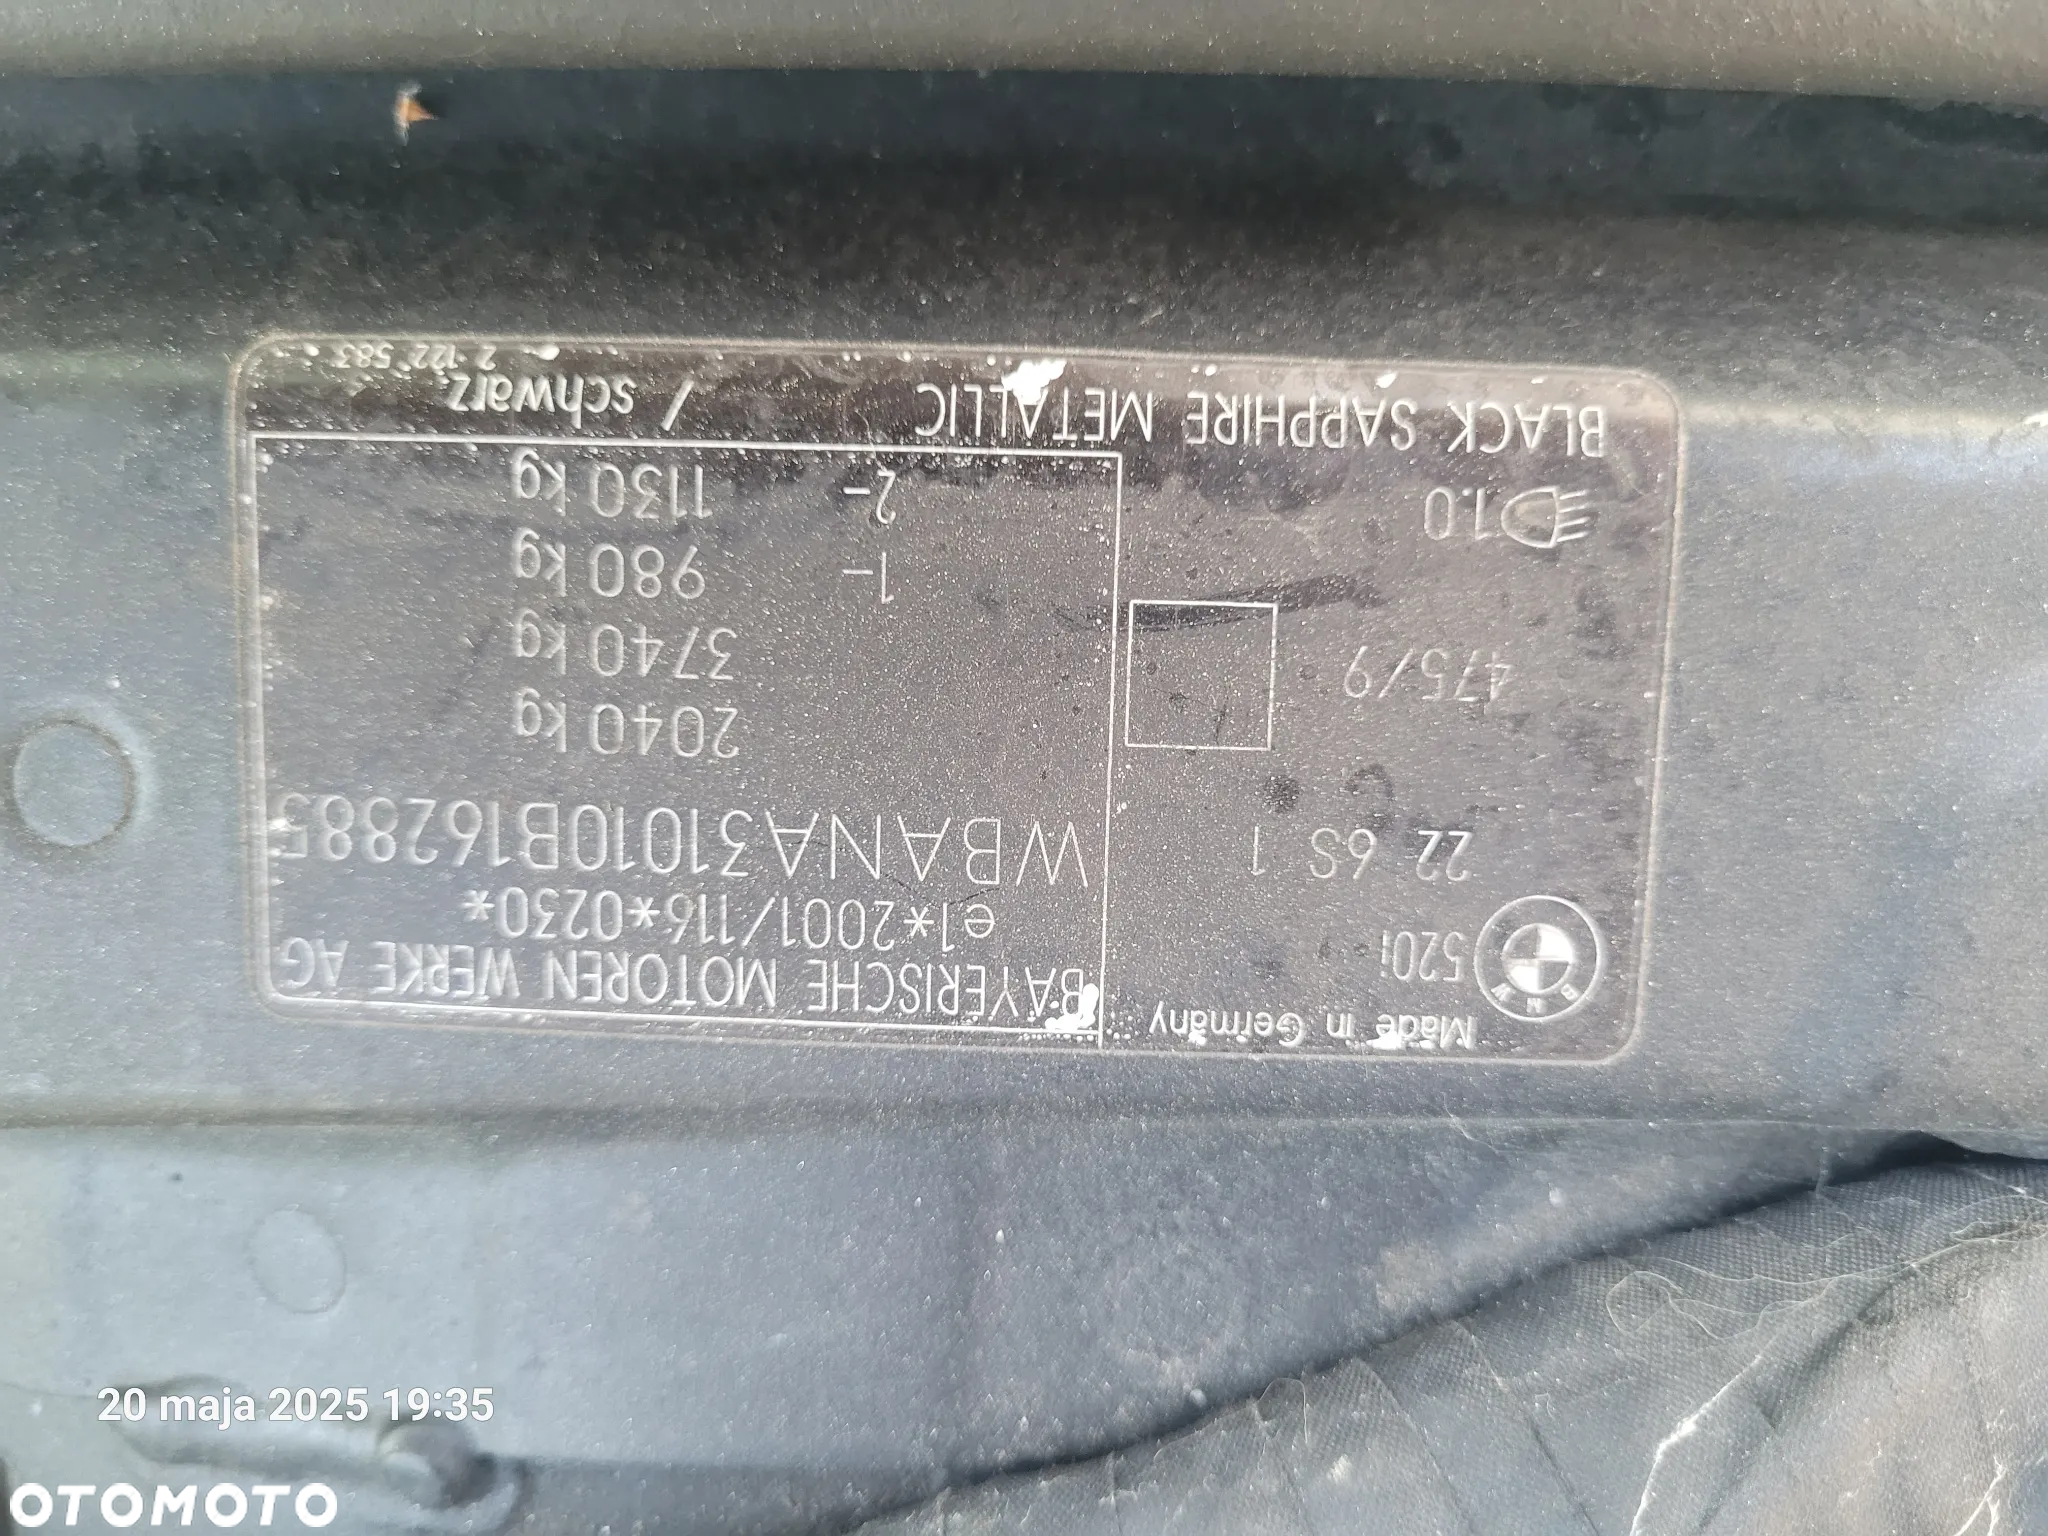 Made in Germany
BMW
520i
22 6S 1
475/9
1.0
BAYERISCHE MOTOREN WERKE AG
e1*2001/116*0230*
WBANA31010B162885
2040 kg
3740 kg
1- 980 kg
2- 1130 kg
BLACK SAPPHIRE METALLIC / schwarz
2 122 583
20 maja 2025 19:35
OTOMOTO